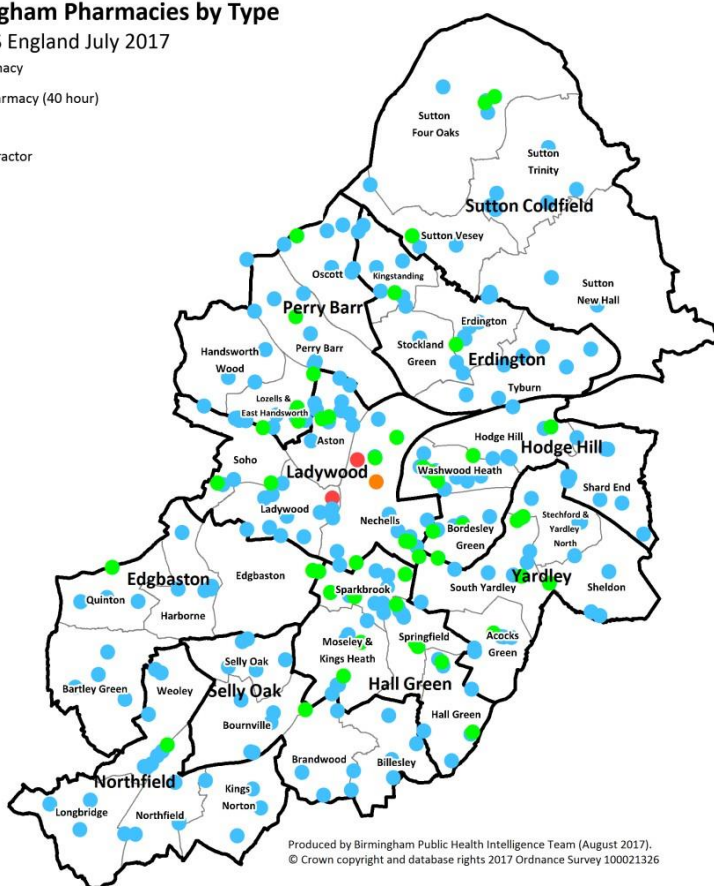 gham Pharmacies by Type
England July 2017
nacy
rmacy (40 hour)
ractor
Sutton
Four Oaks
Sutton
Trinity
Sutton Coldfield
Sutton Vesey
Oscott
Kingstanding
Sutton
New Hall
Perry Barr
Erdington
Handsworth
Wood
Perry Barr
Stockland
Green
Erdington
Tyburn
Lozells &
East Handsworth
Aston
Hodge Hill
Hodge Hill
Soho
Ladywood
Washwood Heath
Shard End
Ladywood
Nechells
Bordesley
Green
Stechford &
Yardley
North
Edgbaston
Edgbaston
Sparkbrook
South Yardley
Yardley
Sheldon
Quinton
Harborne
Moseley &
Kings Heath
Springfield
Acocks
Green
Selly Oak
Bartley Green
Weoley
Selly Oak
Hall Green
Bournville
Hall Green
Brandwood
Billesley
Northfield
Kings
Norton
Longbridge
Northfield
Produced by Birmingham Public Health Intelligence Team (August 2017).
© Crown copyright and database rights 2017 Ordnance Survey 100021326